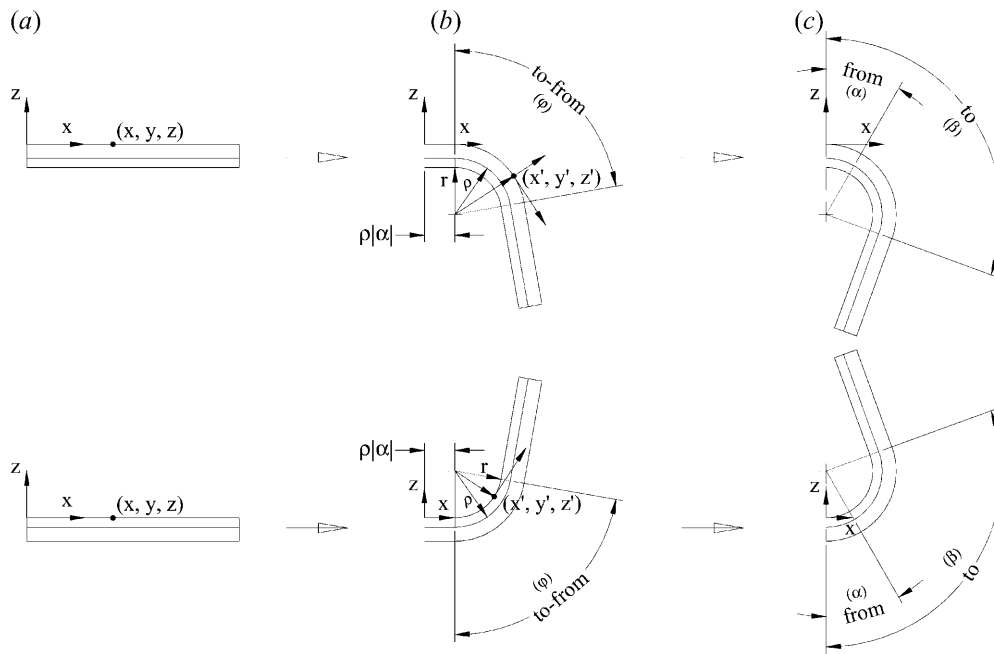 (a)
(b)
(c)
z
x
(x, y, z)
z
x
to-from
(φ)
(x', y', z')
r
ρ
ρ|α|
from
(α)
z
x
to
(β)
z
x
(x, y, z)
ρ|α|
z
x
r
ρ
(x', y', z')
(φ)
to-from
z
x
(α)
from
(β)
to